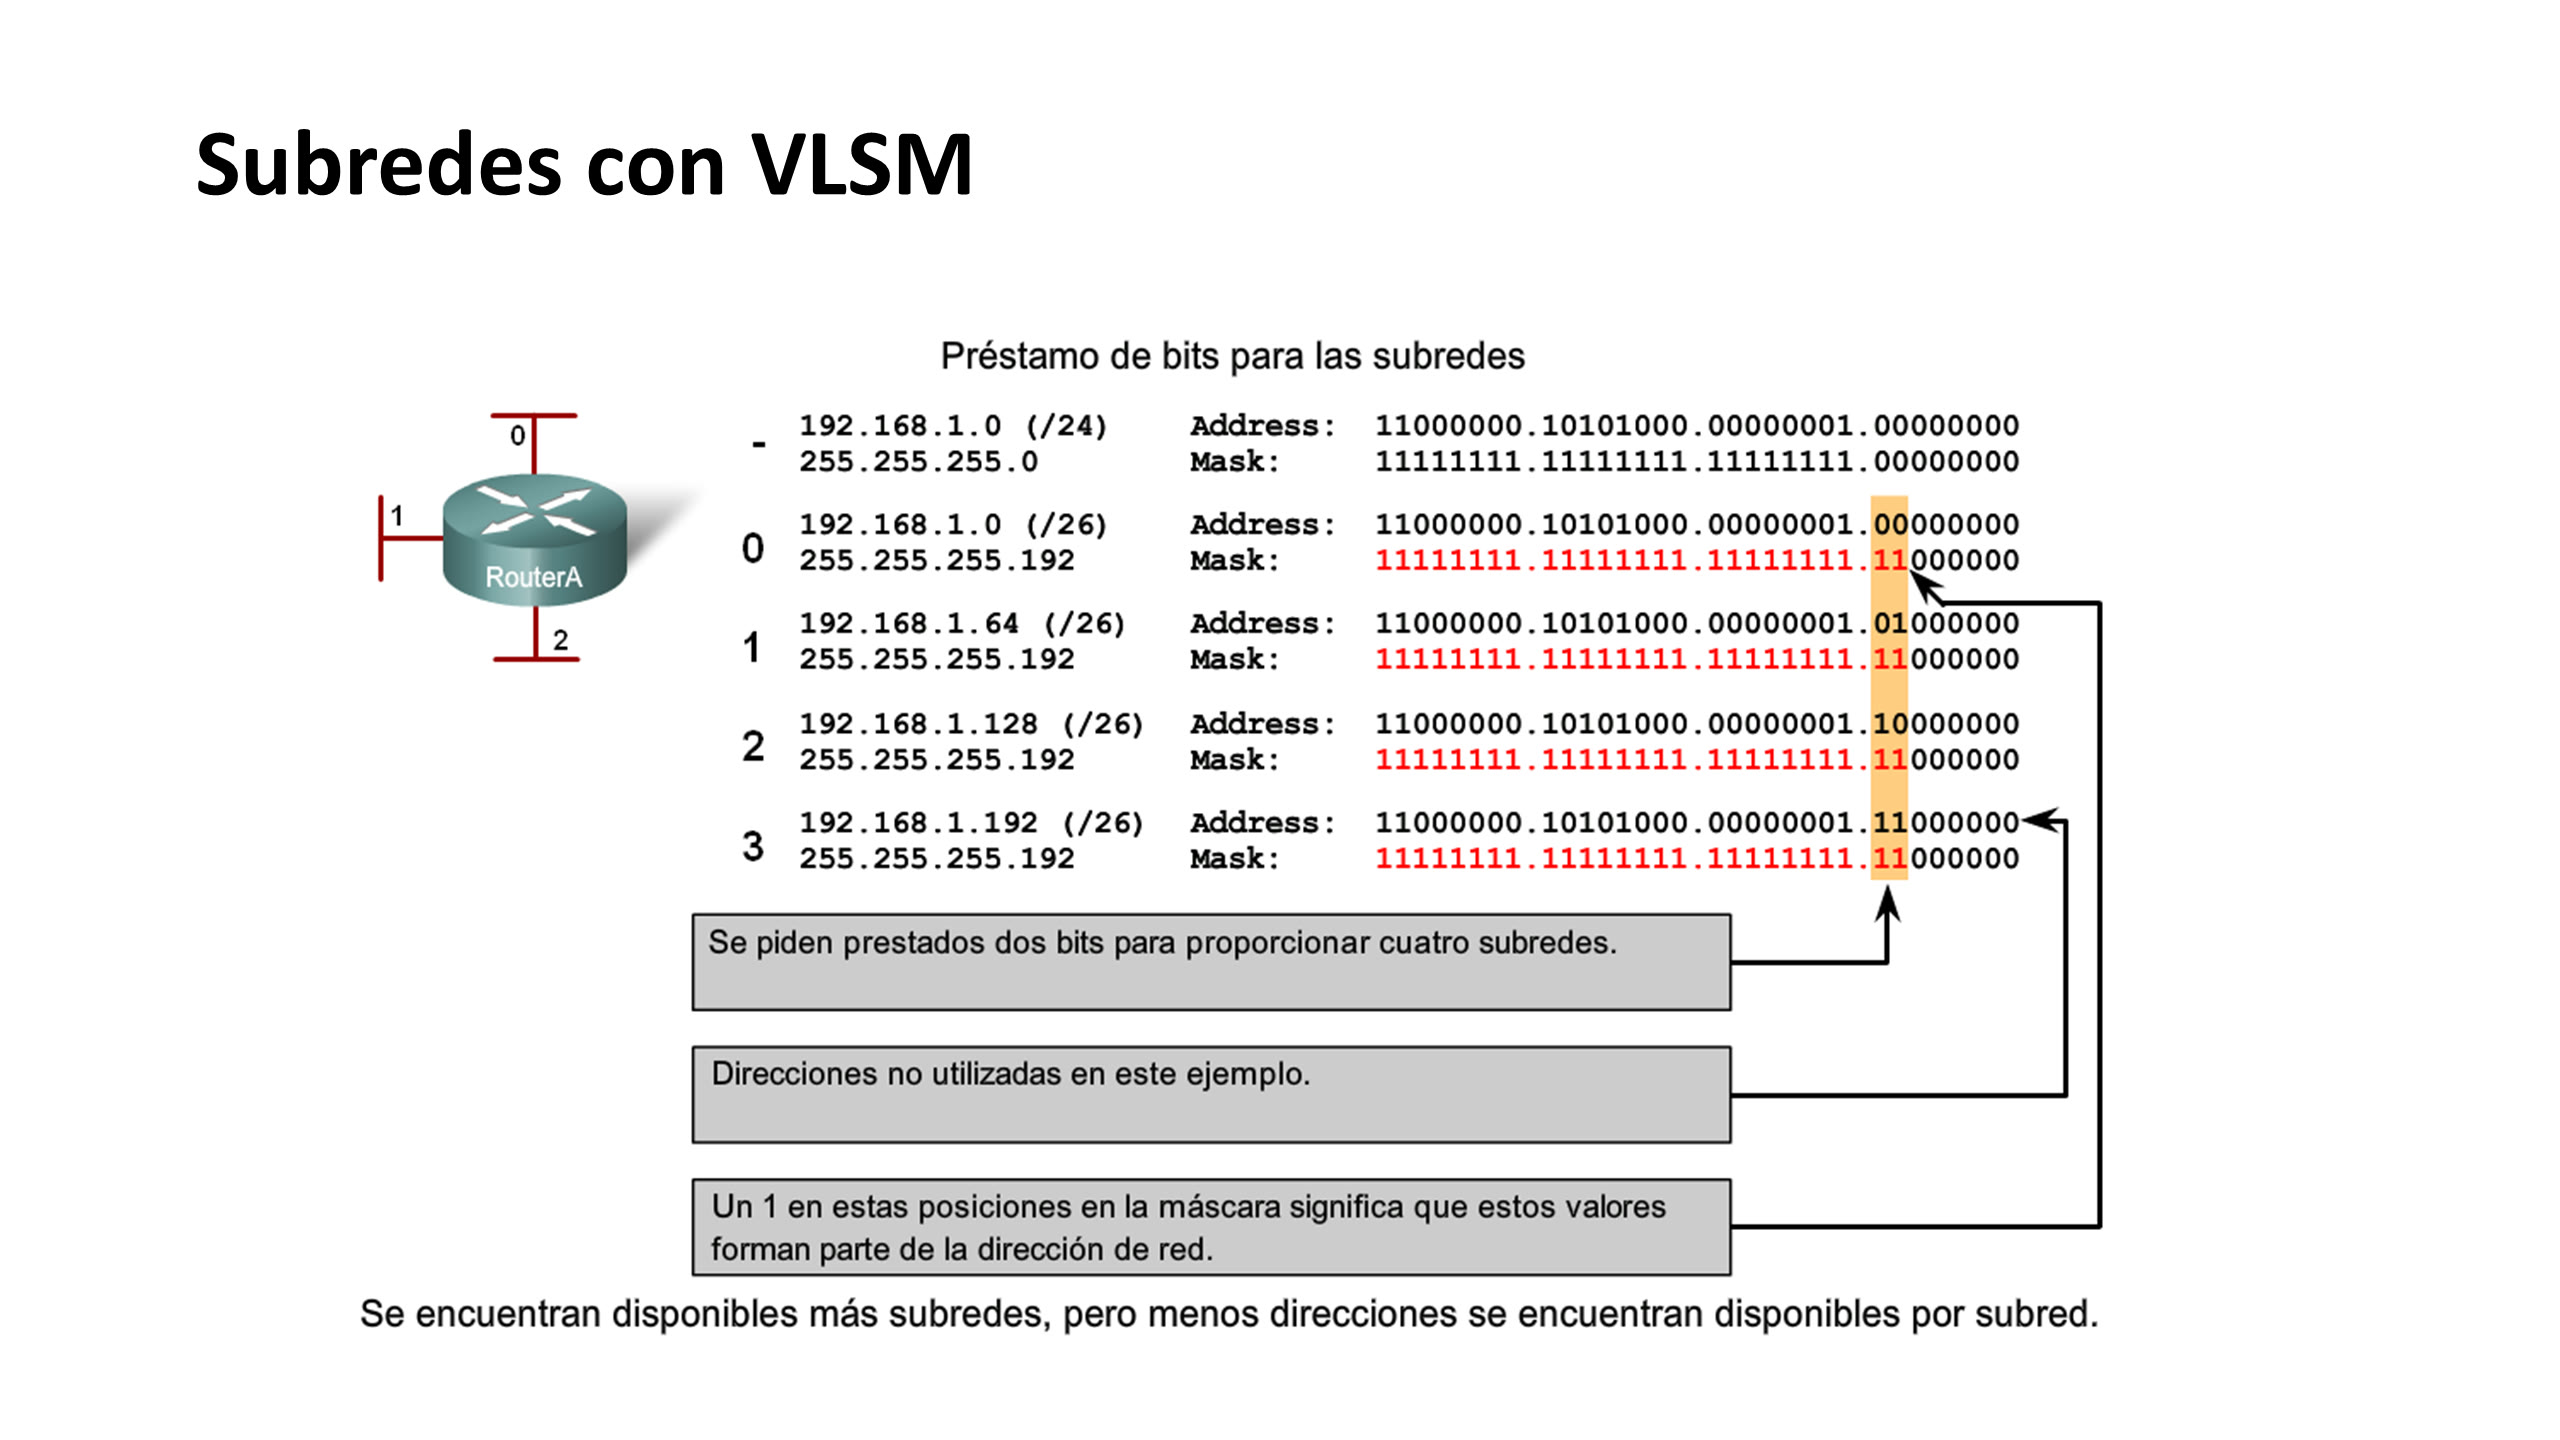 Subredes con VLSM
Préstamo de bits para las subredes
0
1
RouterA
2
- 192.168.1.0 (/24) Address: 11000000.10101000.00000001.00000000
255.255.255.0 Mask: 11111111.11111111.11111111.00000000
0 192.168.1.0 (/26) Address: 11000000.10101000.00000001.00000000
255.255.255.192 Mask: 11111111.11111111.11111111.11000000
1 192.168.1.64 (/26) Address: 11000000.10101000.00000001.01000000
255.255.255.192 Mask: 11111111.11111111.11111111.11000000
2 192.168.1.128 (/26) Address: 11000000.10101000.00000001.10000000
255.255.255.192 Mask: 11111111.11111111.11111111.11000000
3 192.168.1.192 (/26) Address: 11000000.10101000.00000001.11000000
255.255.255.192 Mask: 11111111.11111111.11111111.11000000
Se piden prestados dos bits para proporcionar cuatro subredes.
Direcciones no utilizadas en este ejemplo.
Un 1 en estas posiciones en la máscara significa que estos valores
forman parte de la dirección de red.
Se encuentran disponibles más subredes, pero menos direcciones se encuentran disponibles por subred.